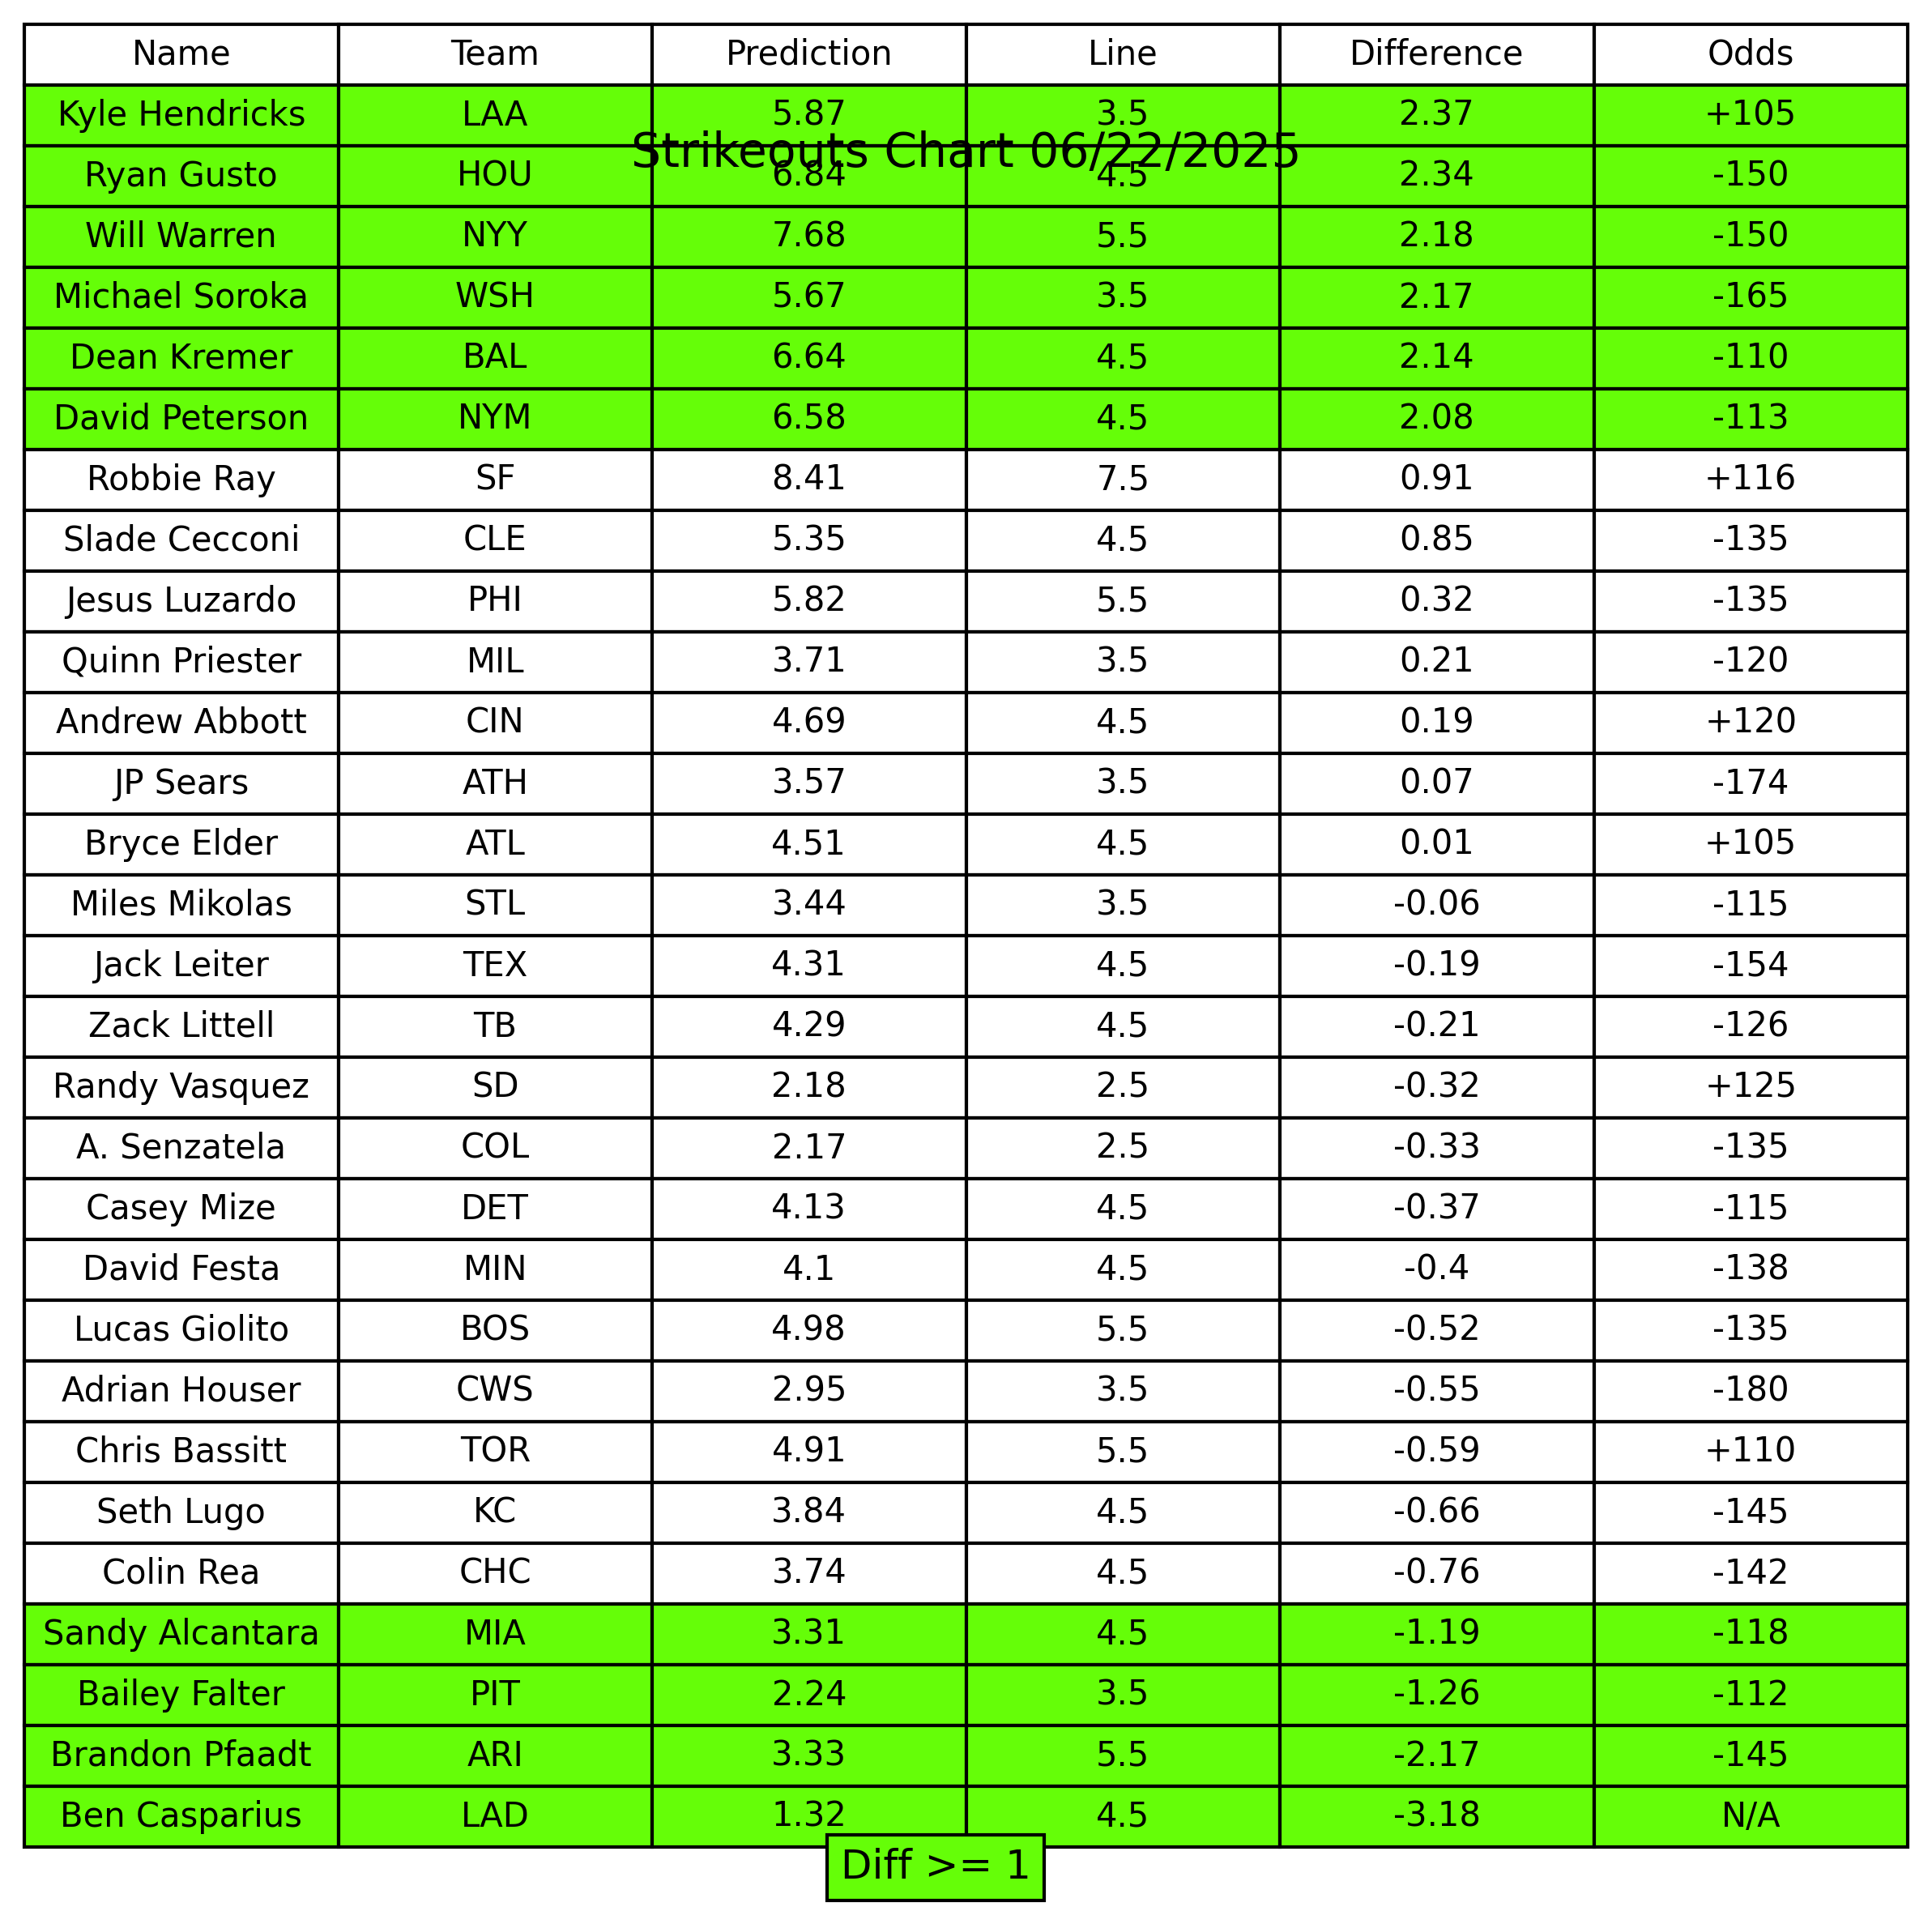 Name Team Prediction Line Difference Odds
Kyle Hendricks LAA 5.87 3.5 2.37 +105
Strikeouts Chart 06/22/2025
Ryan Gusto HOU 6.84 4.5 2.34 -150
Will Warren NYY 7.68 5.5 2.18 -150
Michael Soroka WSH 5.67 3.5 2.17 -165
Dean Kremer BAL 6.64 4.5 2.14 -110
David Peterson NYM 6.58 4.5 2.08 -113
Robbie Ray SF 8.41 7.5 0.91 +116
Slade Cecconi CLE 5.35 4.5 0.85 -135
Jesus Luzardo PHI 5.82 5.5 0.32 -135
Quinn Priester MIL 3.71 3.5 0.21 -120
Andrew Abbott CIN 4.69 4.5 0.19 +120
JP Sears ATH 3.57 3.5 0.07 -174
Bryce Elder ATL 4.51 4.5 0.01 +105
Miles Mikolas STL 3.44 3.5 -0.06 -115
Jack Leiter TEX 4.31 4.5 -0.19 -154
Zack Littell TB 4.29 4.5 -0.21 -126
Randy Vasquez SD 2.18 2.5 -0.32 +125
A. Senzatela COL 2.17 2.5 -0.33 -135
Casey Mize DET 4.13 4.5 -0.37 -115
David Festa MIN 4.1 4.5 -0.4 -138
Lucas Giolito BOS 4.98 5.5 -0.52 -135
Adrian Houser CWS 2.95 3.5 -0.55 -180
Chris Bassitt TOR 4.91 5.5 -0.59 +110
Seth Lugo KC 3.84 4.5 -0.66 -145
Colin Rea CHC 3.74 4.5 -0.76 -142
Sandy Alcantara MIA 3.31 4.5 -1.19 -118
Bailey Falter PIT 2.24 3.5 -1.26 -112
Brandon Pfaadt ARI 3.33 5.5 -2.17 -145
Ben Casparius LAD 1.32 4.5 -3.18 N/A
Diff >= 1